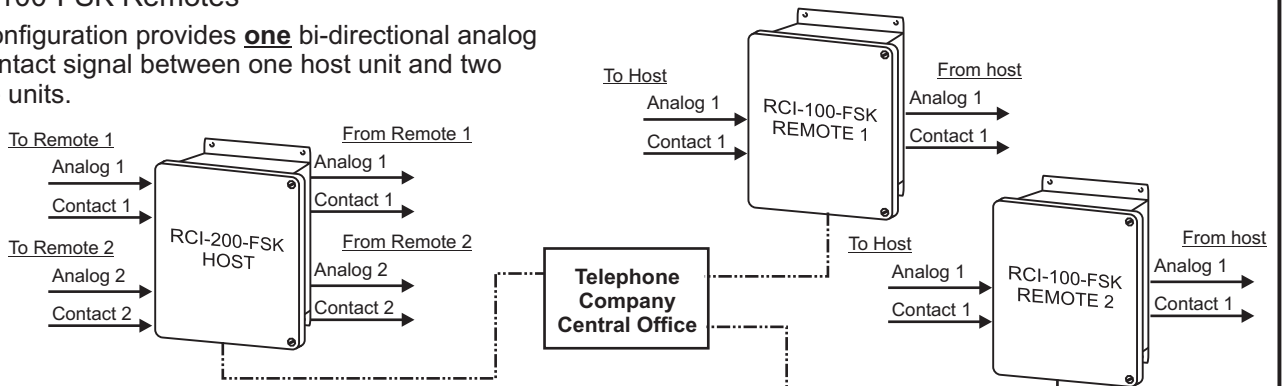 100 FSK Remotes
onfiguration provides one bi-directional analog
ntact signal between one host unit and two
units.
To Remote 1
Analog 1
Contact 1
To Remote 2
Analog 2
Contact 2
RCI-200-FSK
HOST
From Remote 1
Analog 1
Contact 1
From Remote 2
Analog 2
Contact 2
Telephone
Company
Central Office
To Host
Analog 1
Contact 1
RCI-100-FSK
REMOTE 1
From host
Analog 1
Contact 1
To Host
Analog 1
Contact 1
RCI-100-FSK
REMOTE 2
From host
Analog 1
Contact 1